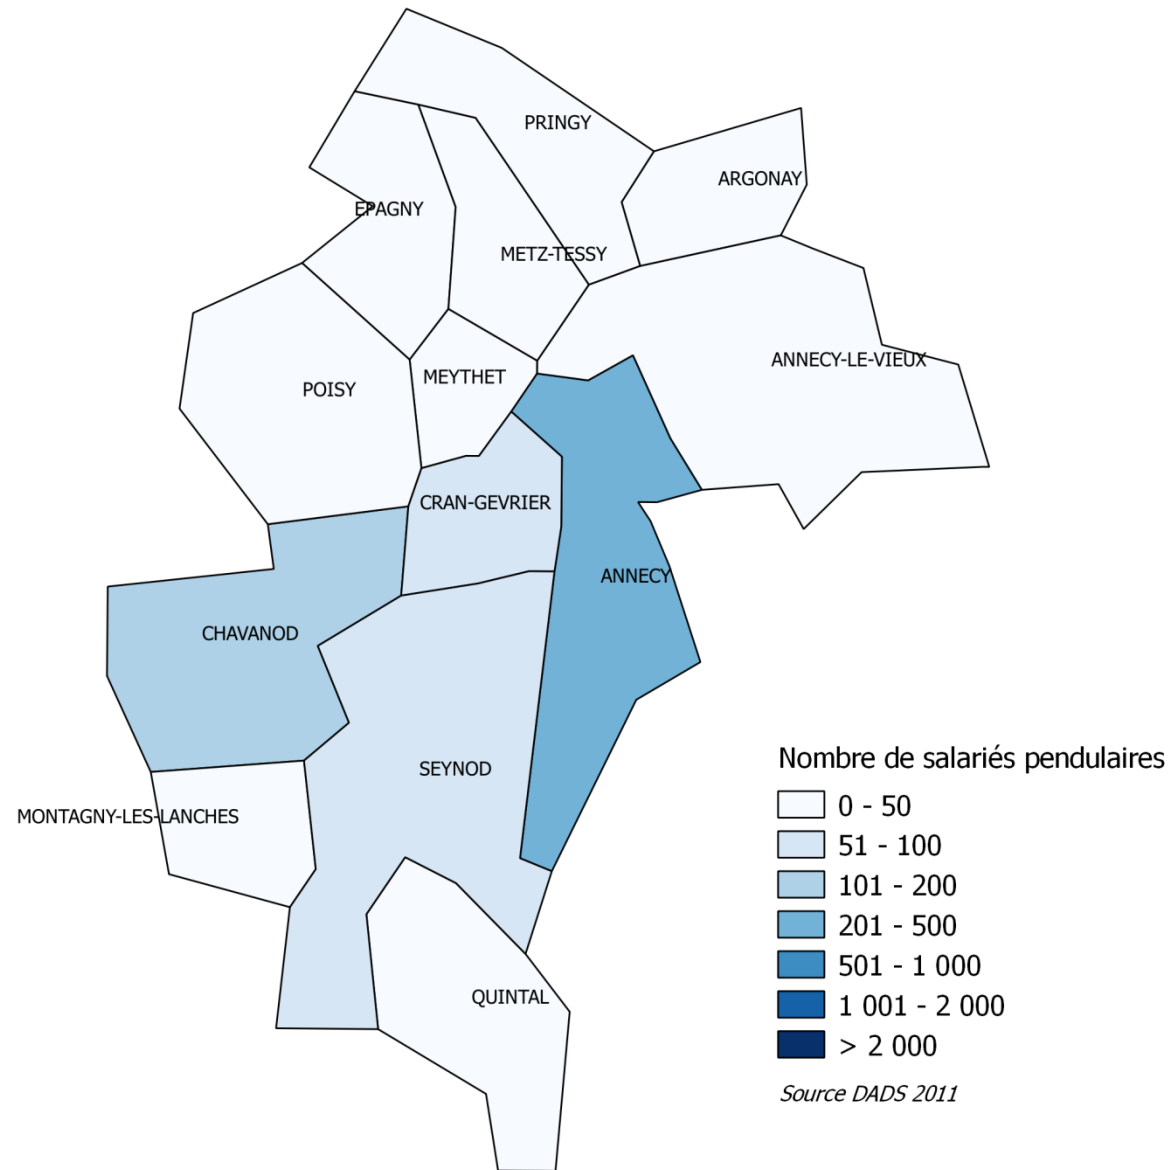 PRINGY
ARGONAY
EPAGNY
METZ-TESSY
ANNECY-LE-VIEUX
MEYTHET
POISY
CRAN-GEVRIER
ANNECY
CHAVANOD
SEYNOD
MONTAGNY-LES-LANCHES
QUINTAL
Nombre de salariés pendulaires
0 - 50
51 - 100
101 - 200
201 - 500
501 - 1 000
1 001 - 2 000
> 2 000
Source DADS 2011